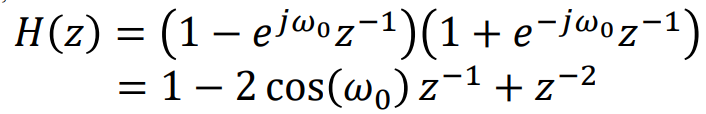 H(z) = (1 − e^{jω₀}z^{−1})(1 + e^{−jω₀}z^{−1})
= 1 − 2 cos(ω₀) z^{−1} + z^{−2}